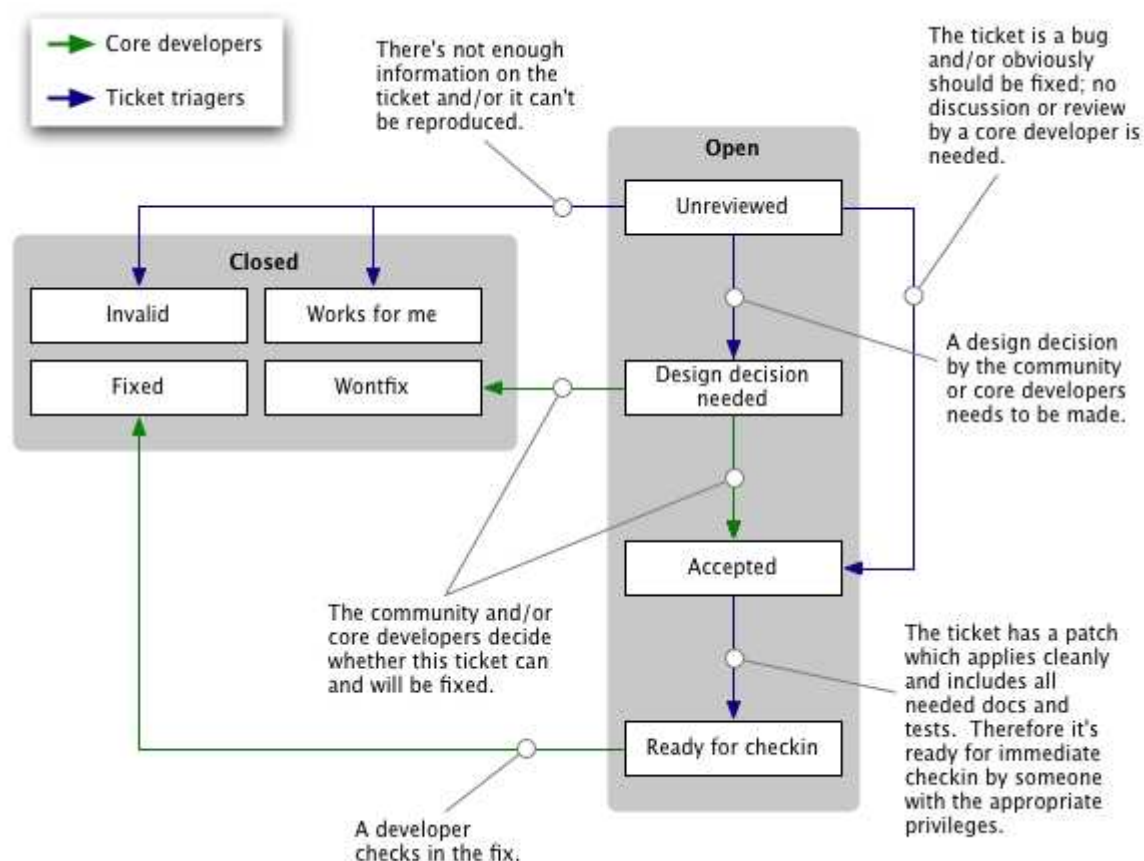 Core developers
Ticket triagers
There's not enough
information on the
ticket and/or it can't
be reproduced.
The ticket is a bug
and/or obviously
should be fixed; no
discussion or review
by a core developer is
needed.
Open
Unreviewed
Closed
Invalid
Works for me
Fixed
Wontfix
Design decision
needed
A design decision
by the community
or core developers
needs to be made.
Accepted
The community and/or
core developers decide
whether this ticket can
and will be fixed.
The ticket has a patch
which applies cleanly
and includes all
needed docs and
tests.  Therefore it's
ready for immediate
checkin by someone
with the appropriate
privileges.
Ready for checkin
A developer
checks in the fix.